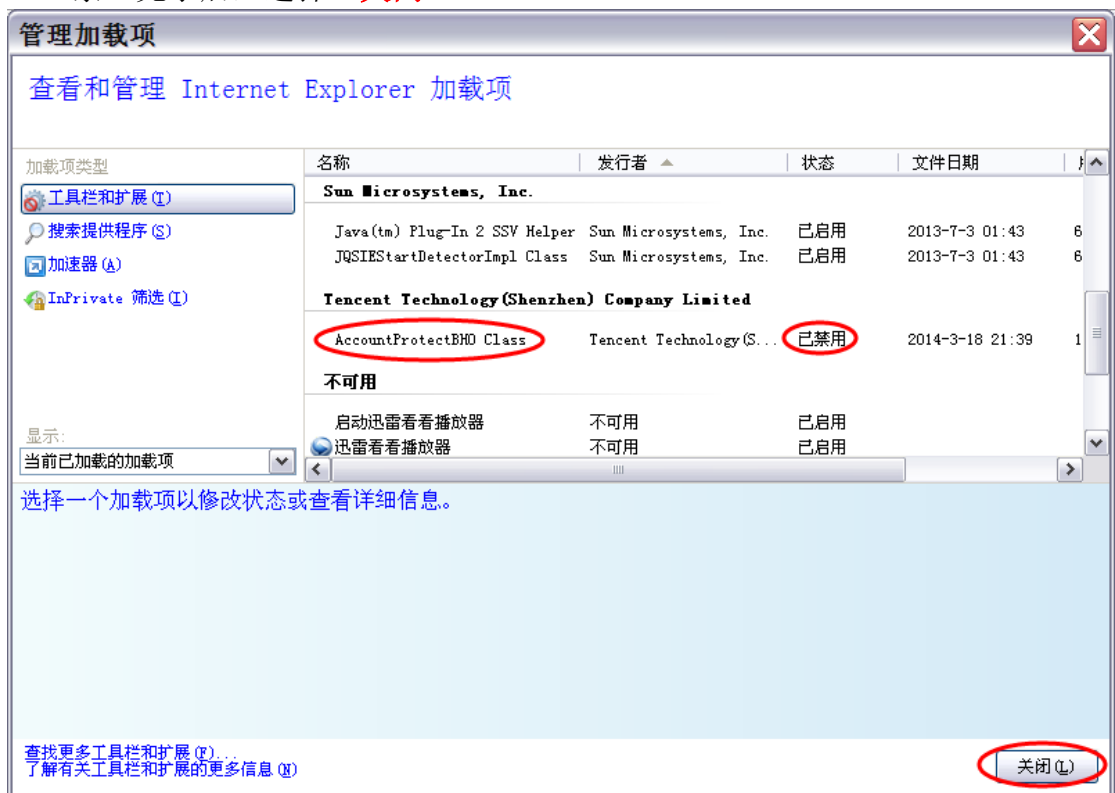 管理加载项
查看和管理 Internet Explorer 加载项
加载项类型
工具栏和扩展(T)
搜索提供程序(S)
加速器(A)
InPrivate 筛选(I)
显示:
当前已加载的加载项
名称 发行者 状态 文件日期
Sun Microsystems, Inc.
Java(tm) Plug-In 2 SSV Helper Sun Microsystems, Inc. 已启用 2013-7-3 01:43 6
JQSIEStartDetectorImpl Class Sun Microsystems, Inc. 已启用 2013-7-3 01:43 6
Tencent Technology(Shenzhen) Company Limited
AccountProtectBHO Class Tencent Technology(S... 已禁用 2014-3-18 21:39 1
不可用
启动迅雷看看播放器 不可用 已启用
迅雷看看播放器 不可用 已启用
选择一个加载项以修改状态或查看详细信息。
查找更多工具栏和扩展(F)...
了解有关工具栏和扩展的更多信息(N)
关闭(L)